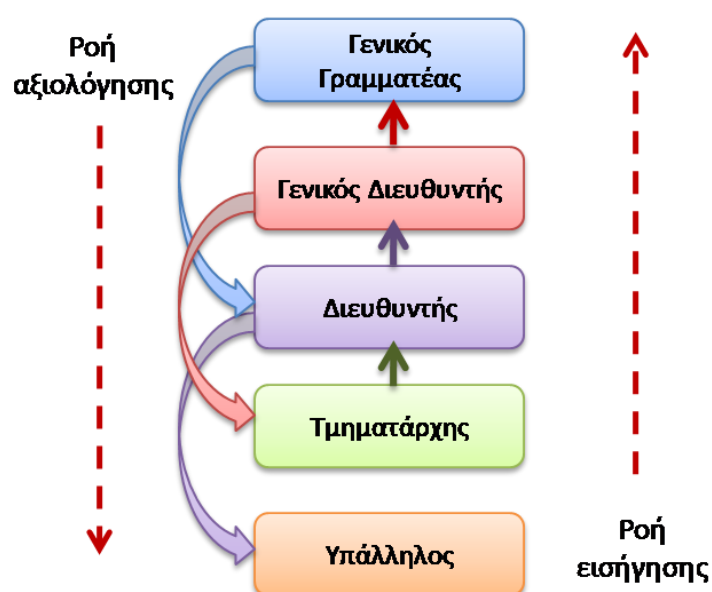 Ροή
αξιολόγησης
Γενικός
Γραμματέας
Γενικός Διευθυντής
Διευθυντής
Τμηματάρχης
Υπάλληλος
Ροή
εισήγησης